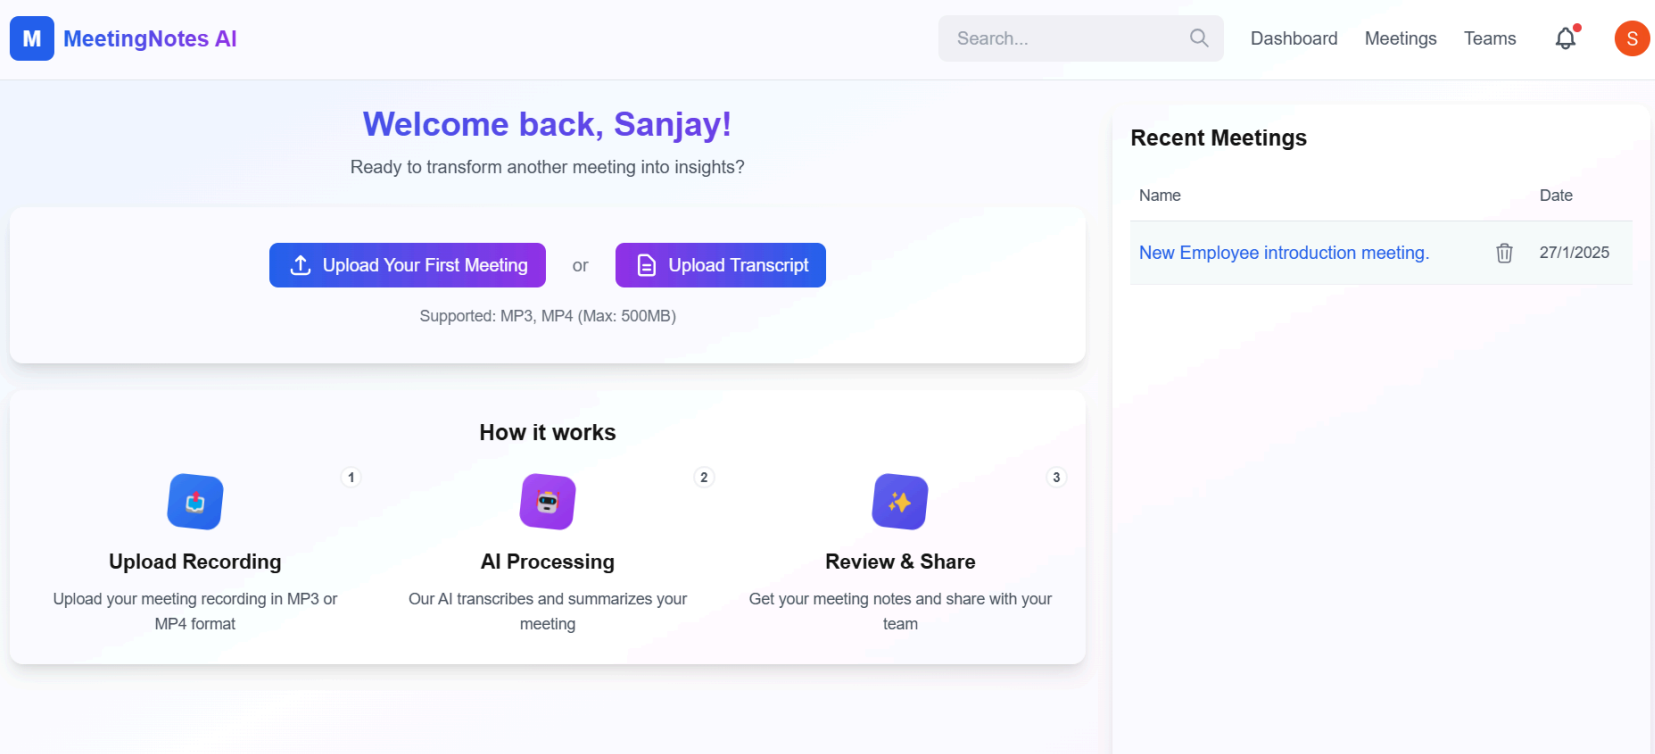 M MeetingNotes AI
Search...
Dashboard
Meetings
Teams
S
Welcome back, Sanjay!
Ready to transform another meeting into insights?
Upload Your First Meeting
or
Upload Transcript
Supported: MP3, MP4 (Max: 500MB)
How it works
1
Upload Recording
Upload your meeting recording in MP3 or
MP4 format
2
AI Processing
Our AI transcribes and summarizes your
meeting
3
Review & Share
Get your meeting notes and share with your
team
Recent Meetings
Name
Date
New Employee introduction meeting.
27/1/2025